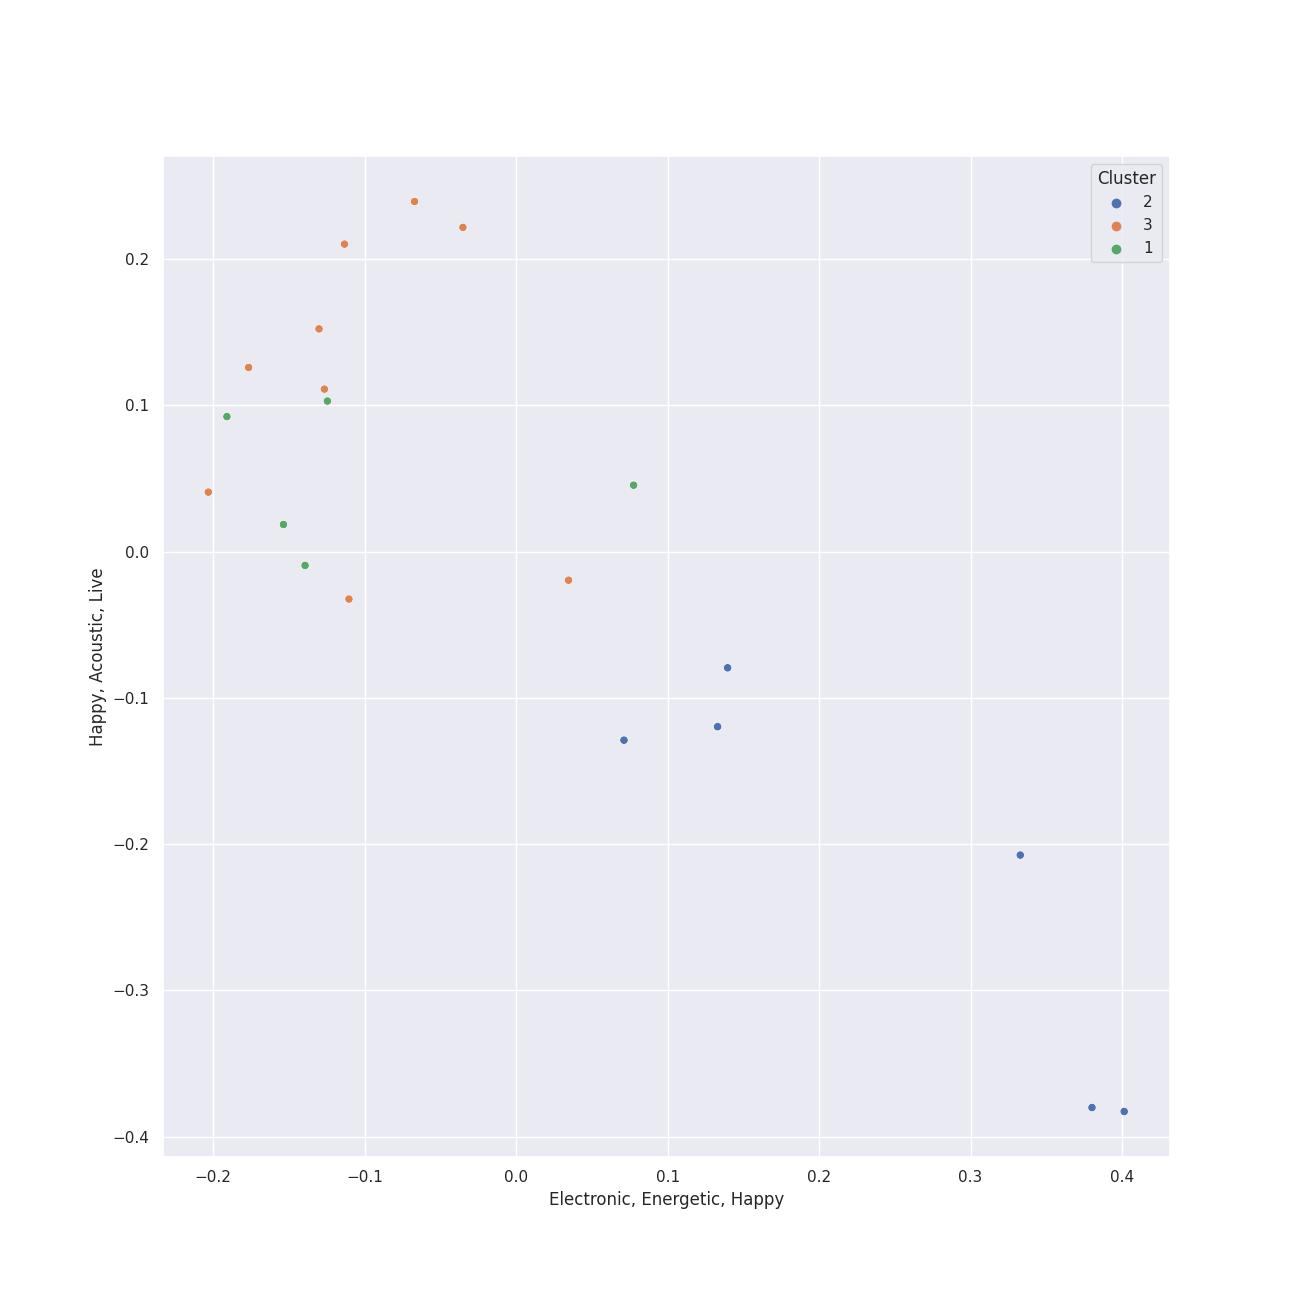 Cluster
2
3
1
0.2
0.1
0.0
−0.1
−0.2
−0.3
−0.4
Happy, Acoustic, Live
−0.2 −0.1 0.0 0.1 0.2 0.3 0.4
Electronic, Energetic, Happy